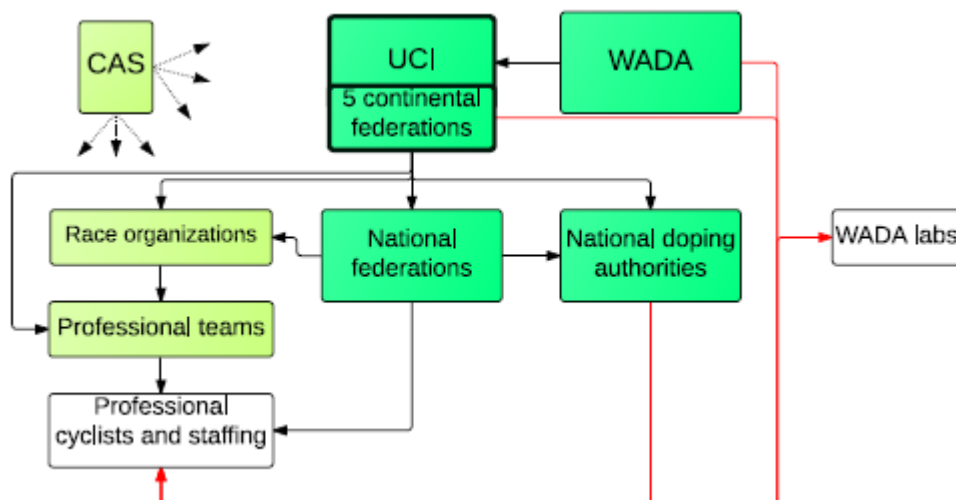 CAS
UCI
WADA
5 continental
federations
Race organizations
National
federations
National doping
authorities
WADA labs
Professional teams
Professional
cyclists and staffing